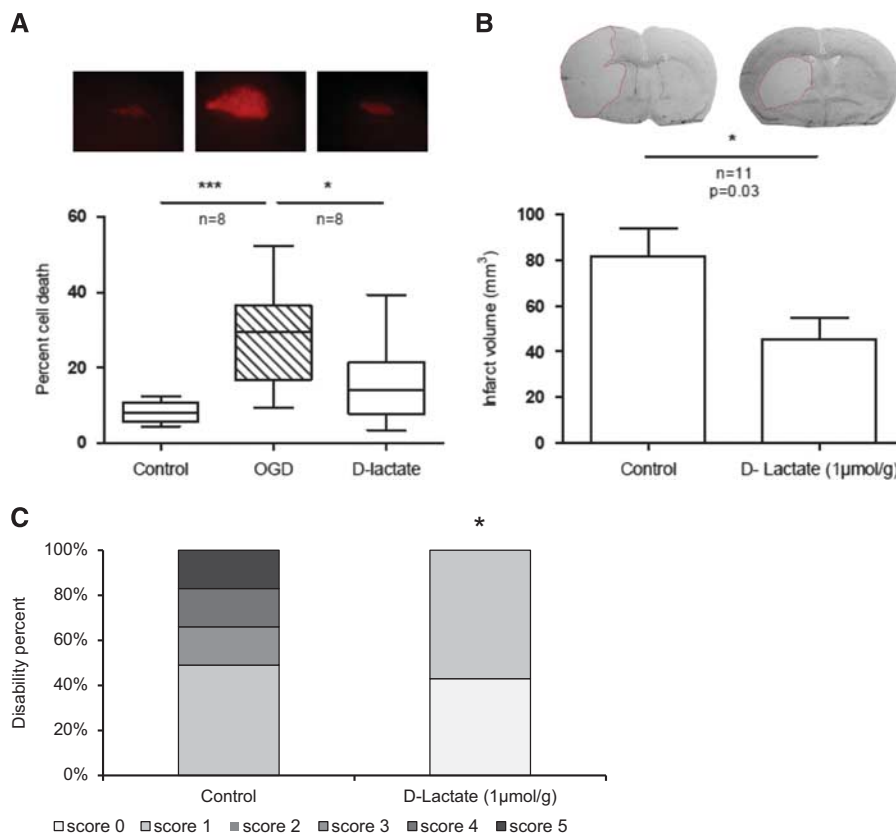 A
***
*
n=8
n=8
60
40
20
0
Percent cell death
Control
OGD
D-lactate
B
*
n=11
p=0.03
100
80
60
40
20
0
Infarct volume (mm³)
Control
D- Lactate (1µmol/g)
C
*
100%
80%
60%
40%
20%
0%
Disability percent
Control
D-Lactate (1µmol/g)
score 0 score 1 score 2 score 3 score 4 score 5